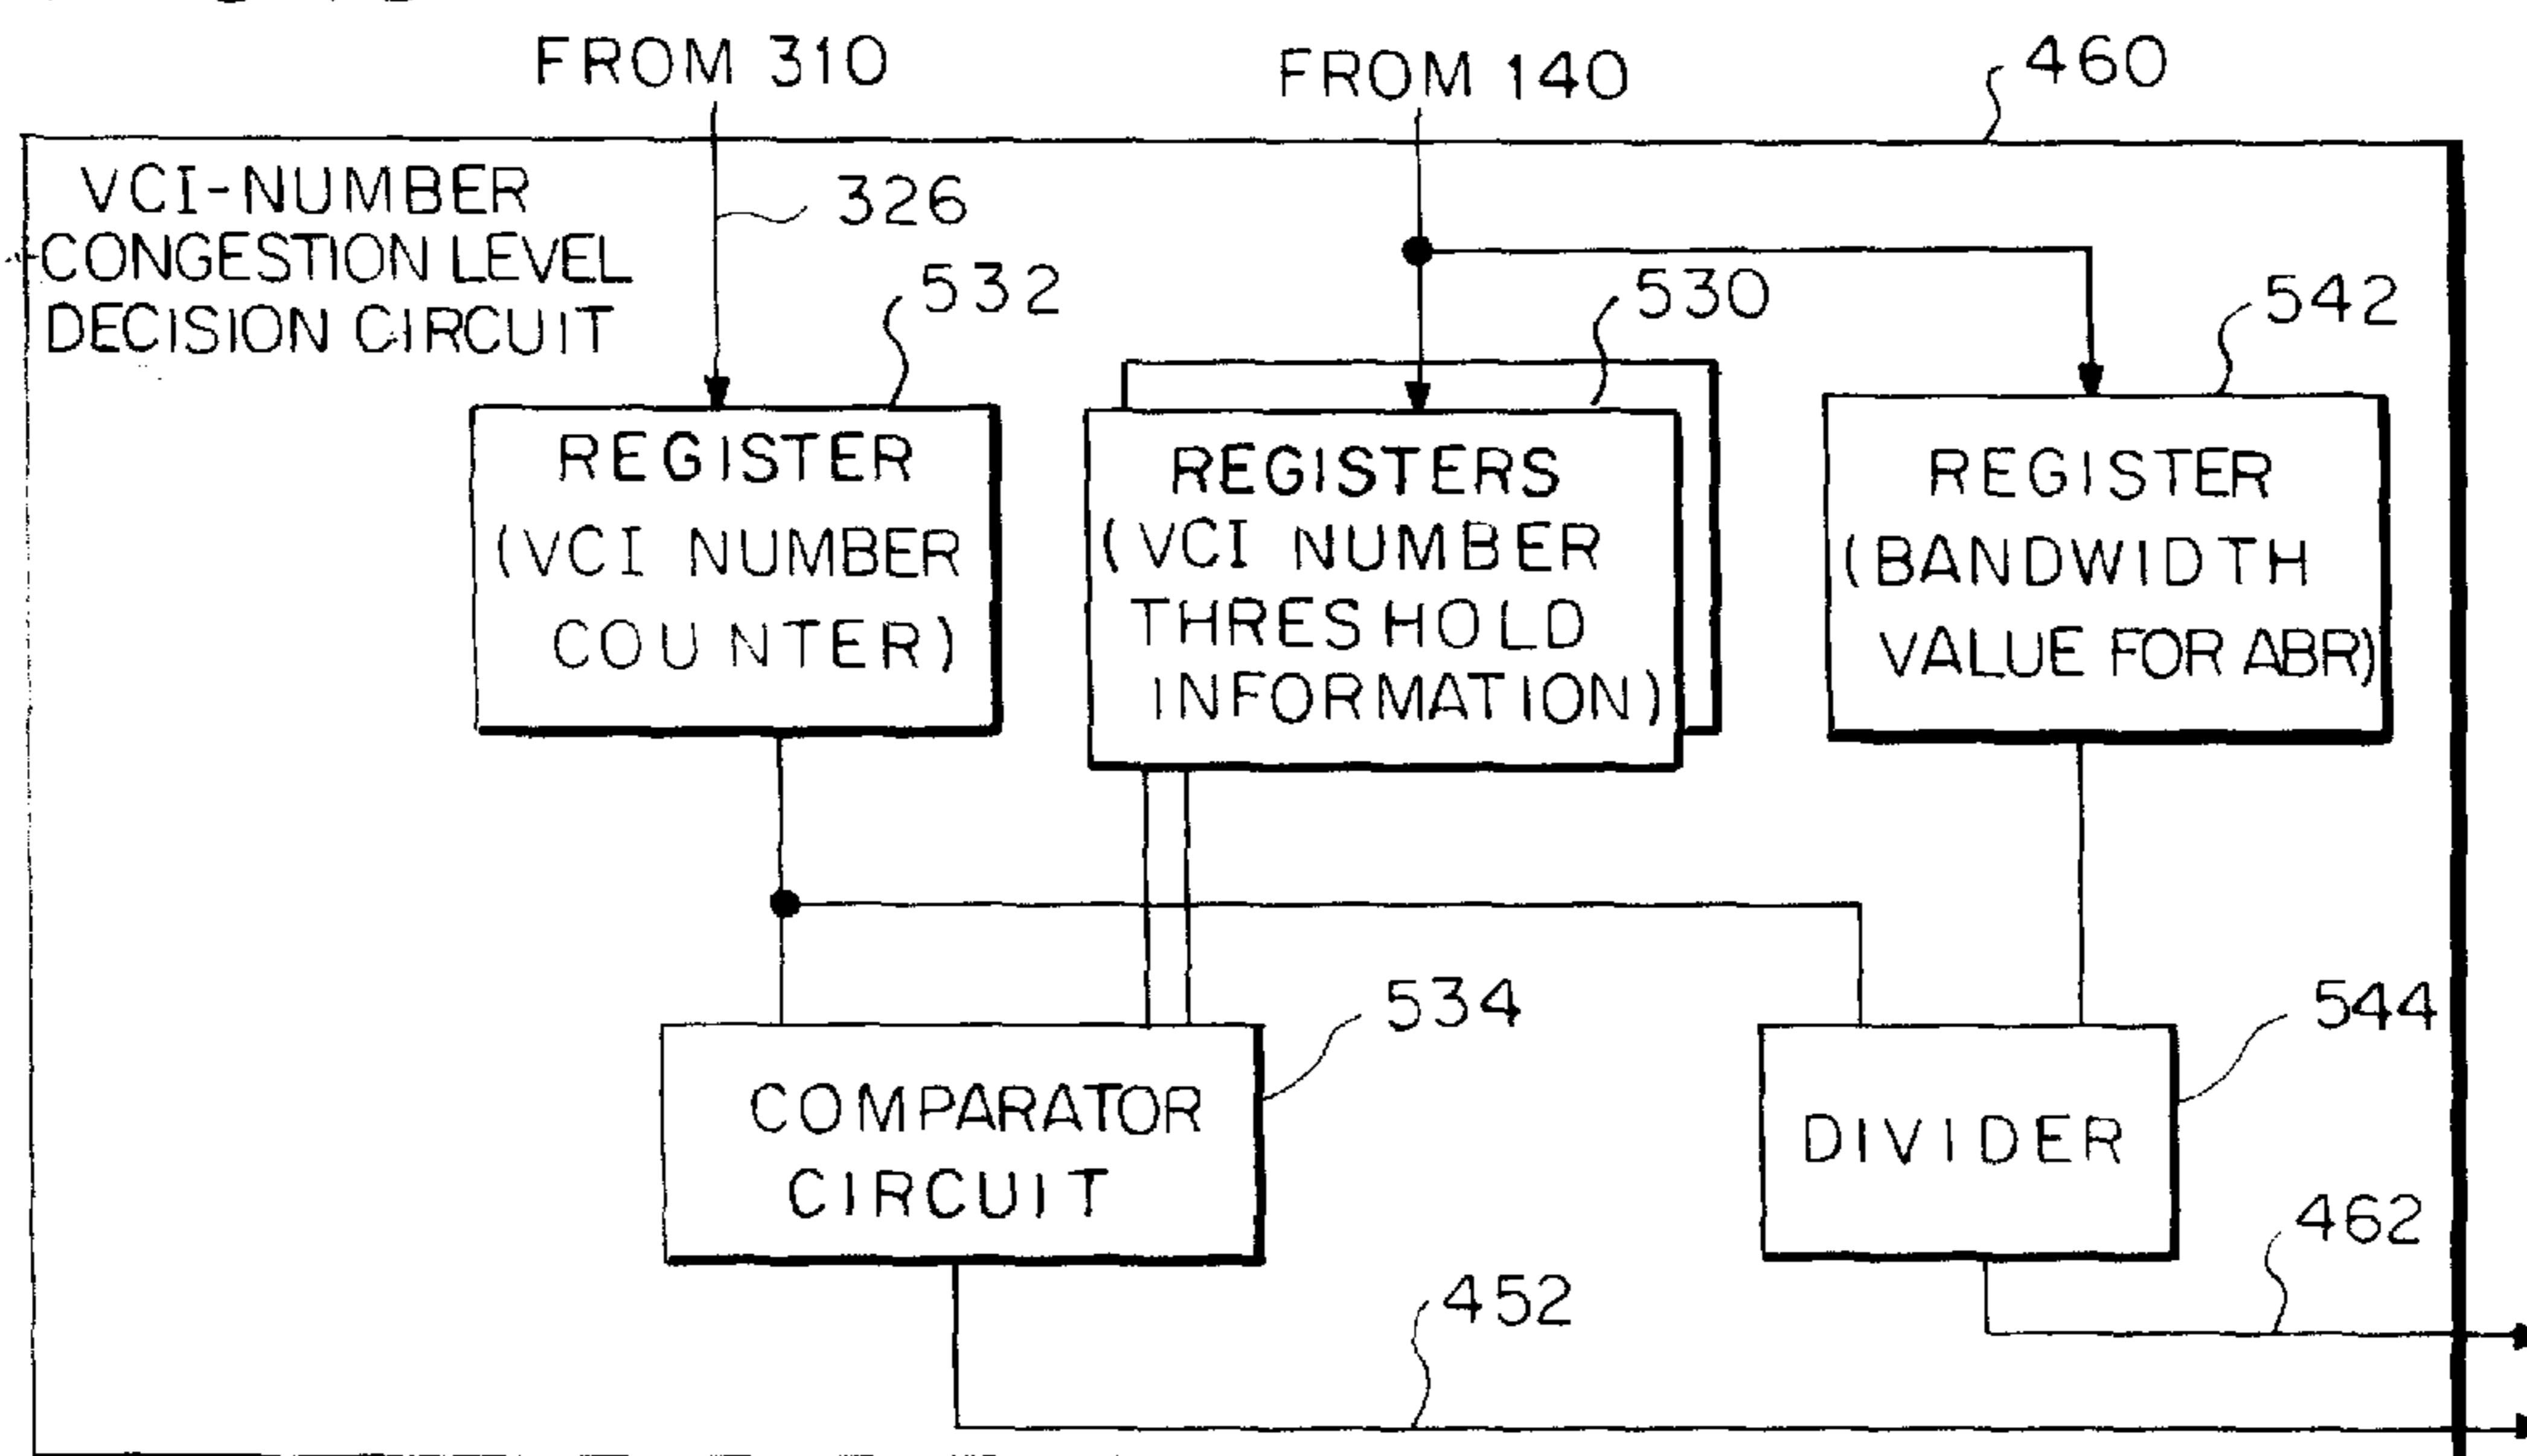 FROM 310
FROM 140
460
VCI-NUMBER
CONGESTION LEVEL
DECISION CIRCUIT
326
532
530
542
REGISTER
(VCI NUMBER
COUNTER)
REGISTERS
(VCI NUMBER
THRESHOLD
INFORMATION)
REGISTER
(BANDWIDTH
VALUE FOR ABR)
534
544
COMPARATOR
CIRCUIT
DIVIDER
462
452